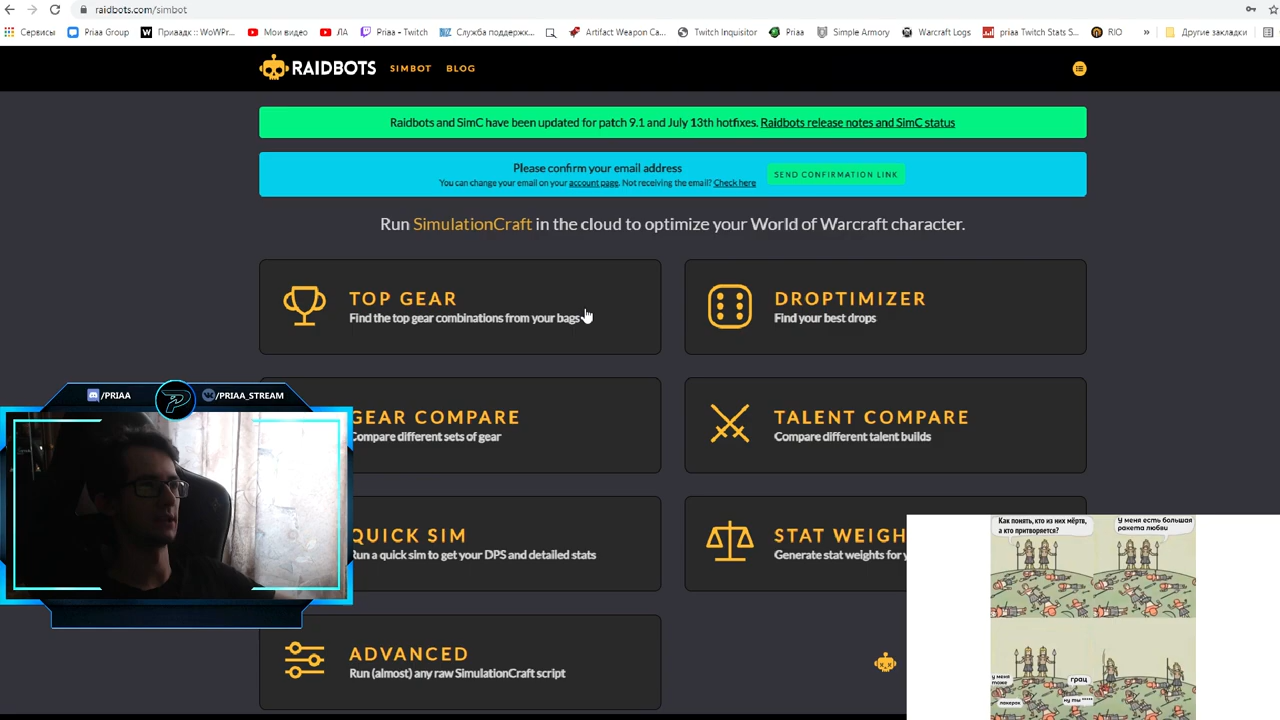 raidbots.com/simbot
Сервисы
Priaa Group
Приваадк :: WoWPr...
Мои видео
ЛА
Priaa - Twitch
Служба поддержк...
Artifact Weapon Ca...
Twitch Inquisitor
Priaa
Simple Armory
Warcraft Logs
priaa Twitch Stats S...
RIO
»
Другие закладки
RAIDBOTS
SIMBOT
BLOG
Raidbots and SimC have been updated for patch 9.1 and July 13th hotfixes. Raidbots release notes and SimC status
Please confirm your email address
You can change your email on your account page. Not receiving the email? Check here
SEND CONFIRMATION LINK
Run SimulationCraft in the cloud to optimize your World of Warcraft character.
TOP GEAR
Find the top gear combinations from your bags
DROPTIMIZER
Find your best drops
/PRIAA
/PRIAA_STREAM
GEAR COMPARE
Compare different sets of gear
TALENT COMPARE
Compare different talent builds
QUICK SIM
Run a quick sim to get your DPS and detailed stats
STAT WEIGH
Generate stat weights for y
ADVANCED
Run (almost) any raw SimulationCraft script
Как понять, кто из них мёртв,
а кто притворяется?
У меня есть большая
ракета любви
у меня
тоже
покерок
грац
ну ты *****